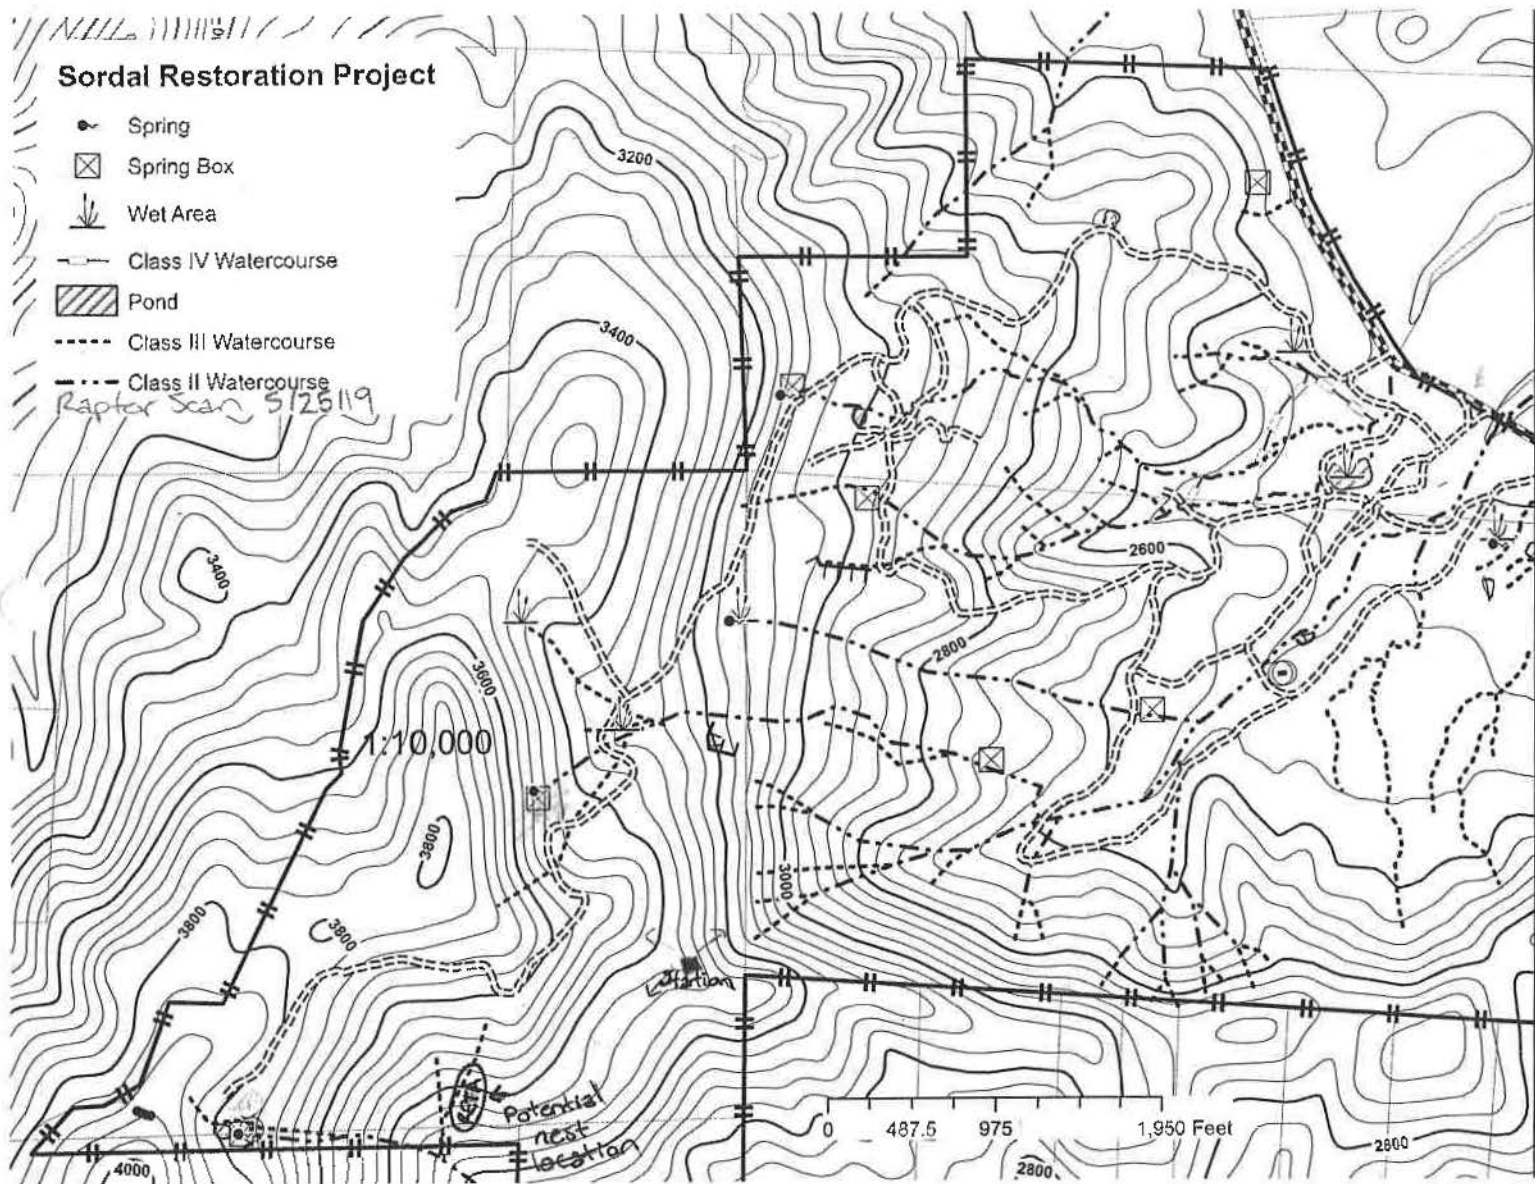 Sordal Restoration Project
Spring
Spring Box
Wet Area
Class IV Watercourse
Pond
Class III Watercourse
Class II Watercourse
Raptor Scan 5/25/19
3200
3400
3400
3600
1:10,000
3800
3800
3800
4000
2600
2800
3000
Station
KETA
Potential
nest
location
0 487.5 975 1,950 Feet
2800
2800